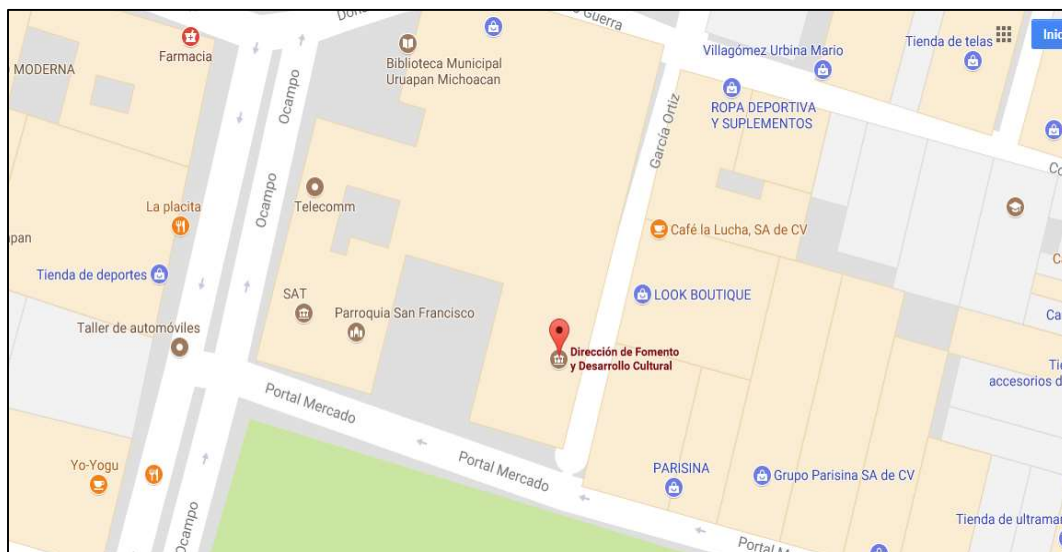 Guerra
Villagómez Urbina Mario
Tienda de telas
Farmacia
MODERNA
Biblioteca Municipal
Uruapan Michoacan
ROPA DEPORTIVA
Y SUPLEMENTOS
Ocampo
García Ortiz
Ocampo
Telecomm
La placita
Café la Lucha, SA de CV
Tienda de deportes
LOOK BOUTIQUE
SAT
Parroquia San Francisco
Taller de automóviles
Dirección de Fomento
y Desarrollo Cultural
accesorios d
Portal Mercado
Portal Mercado
Yo-Yogu
PARISINA
Grupo Parisina SA de CV
Ocampo
Tienda de ultramar
Portal M